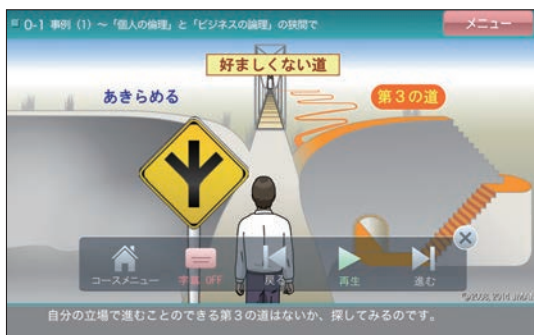 0-1 事例（1）～「個人の倫理」と「ビジネスの論理」の狭間で
メニュー
好ましくない道
あきらめる
第3の道
コースメニュー
字幕 OFF
戻る
再生
進む
©2008, 2014 JMAM
自分の立場で進むことのできる第3の道はないか、探してみるのです。